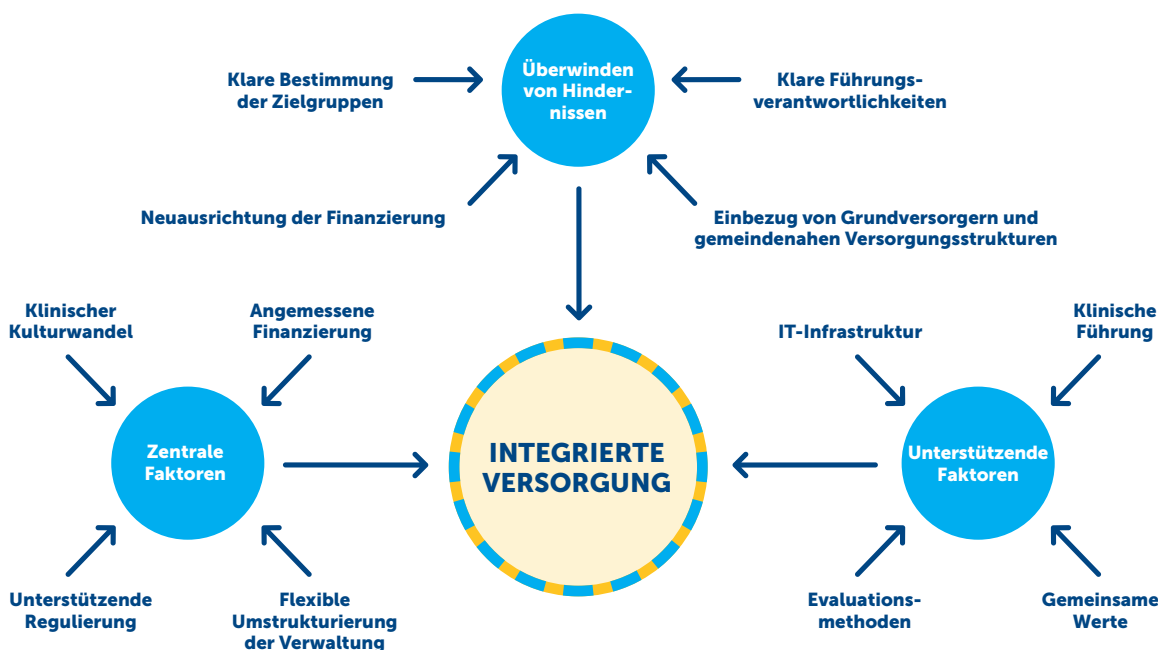 Klare Bestimmung
der Zielgruppen
Überwinden
von Hinder-
nissen
Klare Führungs-
verantwortlichkeiten
Neuausrichtung der Finanzierung
Einbezug von Grundversorgern und
gemeindenahen Versorgungsstrukturen
Klinischer
Kulturwandel
Angemessene
Finanzierung
Zentrale
Faktoren
Unterstützende
Regulierung
Flexible
Umstrukturierung
der Verwaltung
INTEGRIERTE
VERSORGUNG
IT-Infrastruktur
Klinische
Führung
Unterstützende
Faktoren
Evaluations-
methoden
Gemeinsame
Werte